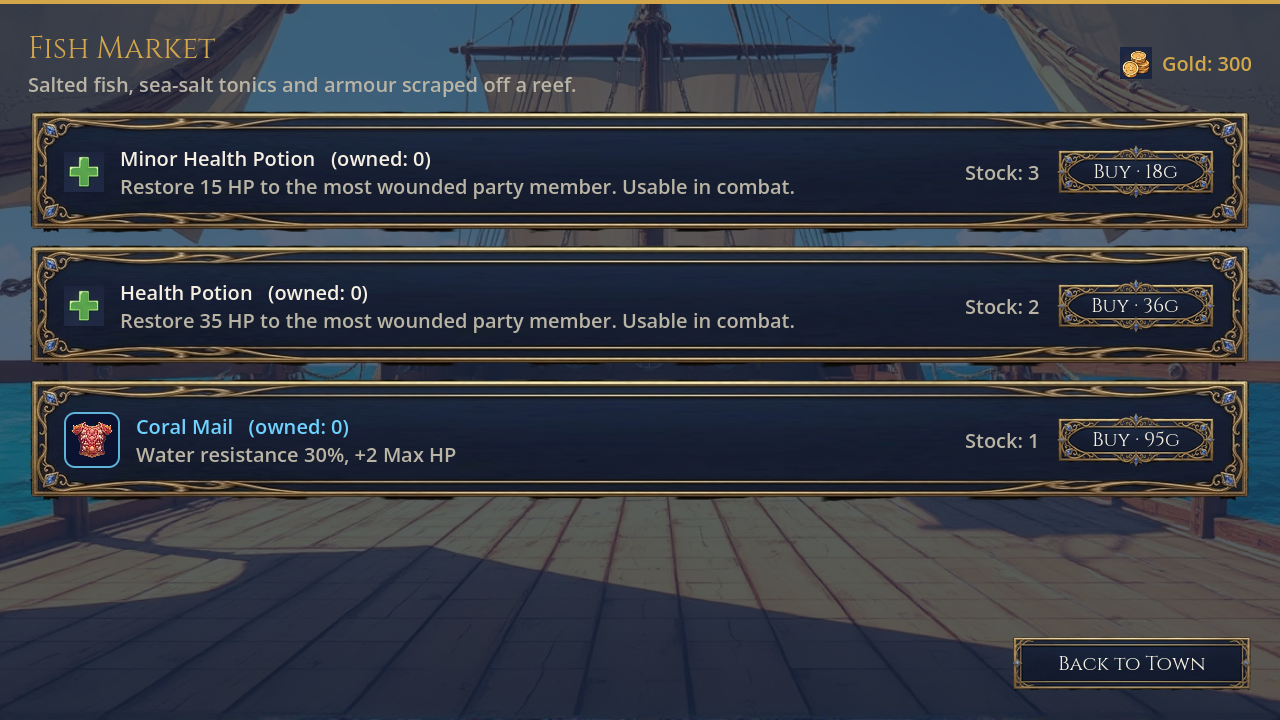 Fish Market
Salted fish, sea-salt tonics and armour scraped off a reef.
Gold: 300
Minor Health Potion (owned: 0)
Restore 15 HP to the most wounded party member. Usable in combat.
Stock: 3
Buy · 18g
Health Potion (owned: 0)
Restore 35 HP to the most wounded party member. Usable in combat.
Stock: 2
Buy · 36g
Coral Mail (owned: 0)
Water resistance 30%, +2 Max HP
Stock: 1
Buy · 95g
Back to Town